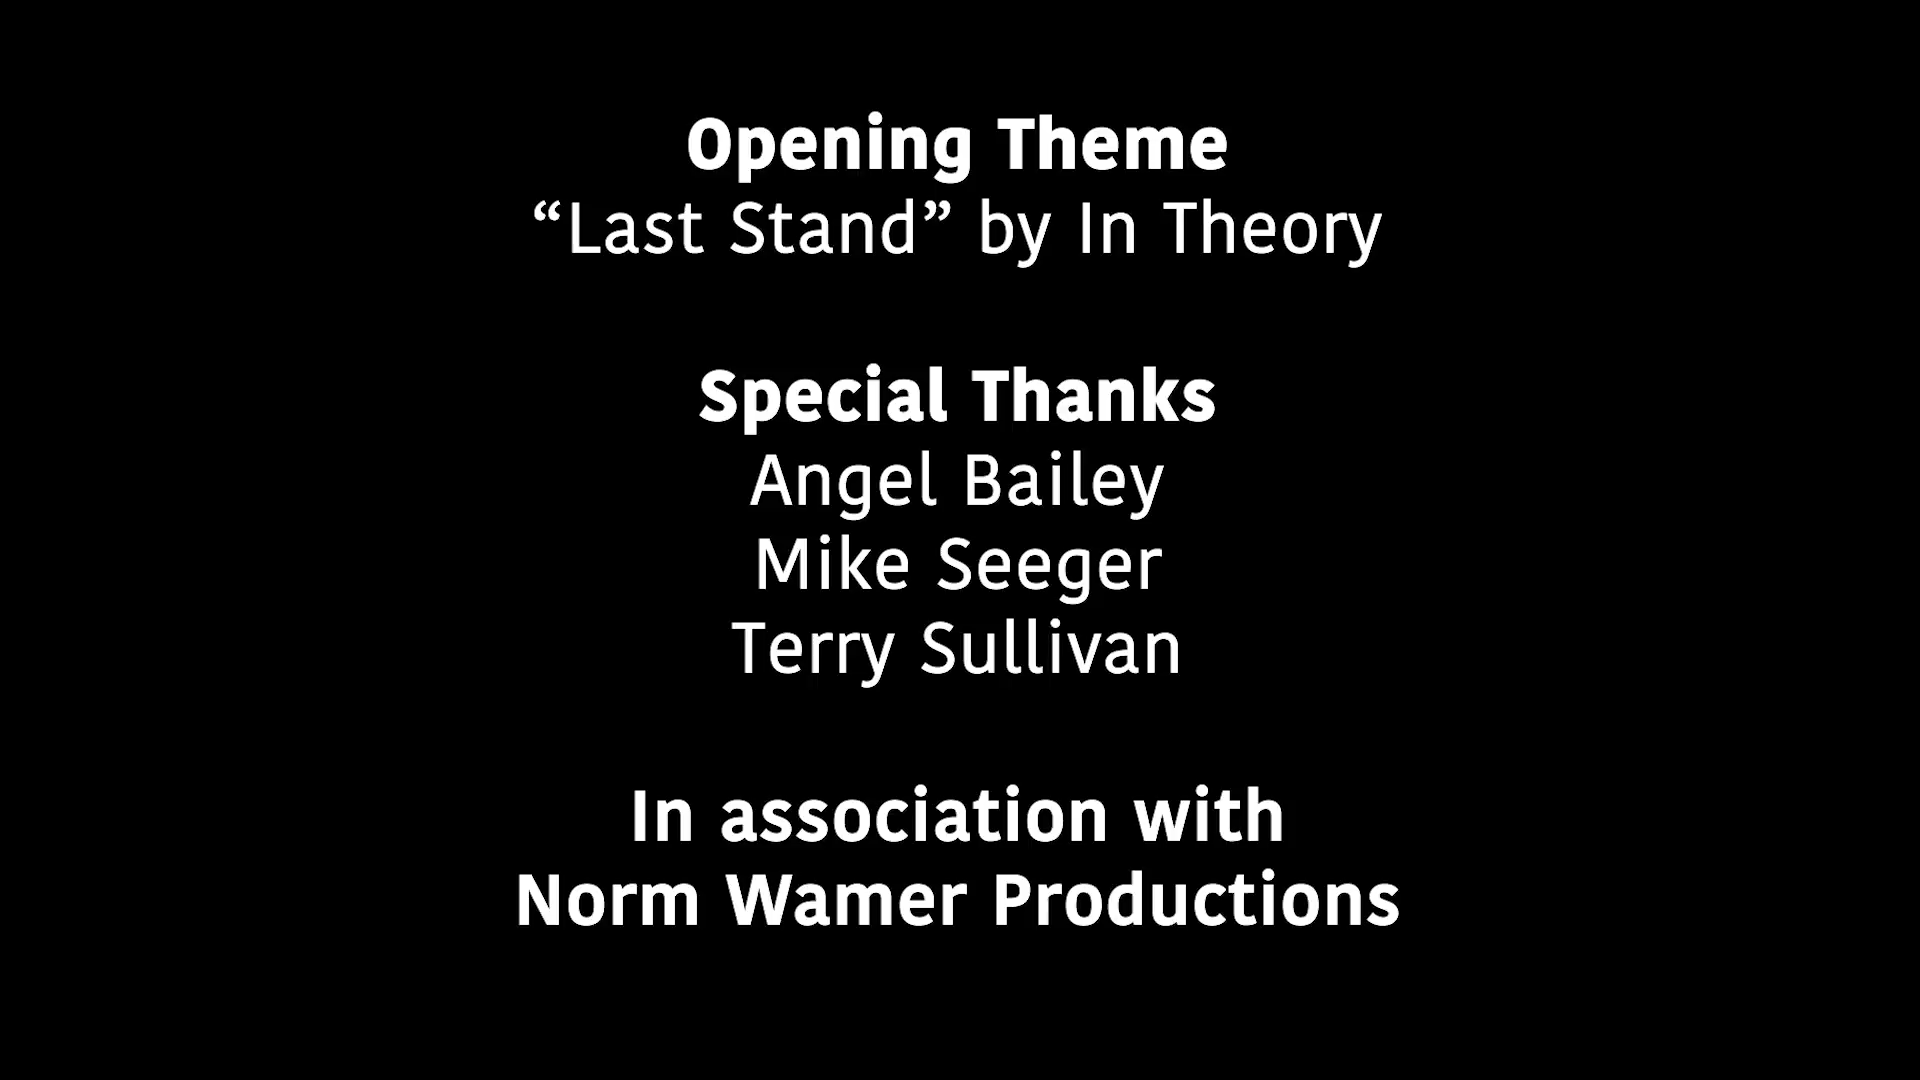 Opening Theme
“Last Stand” by In Theory
Special Thanks
Angel Bailey
Mike Seeger
Terry Sullivan
In association with
Norm Wamer Productions